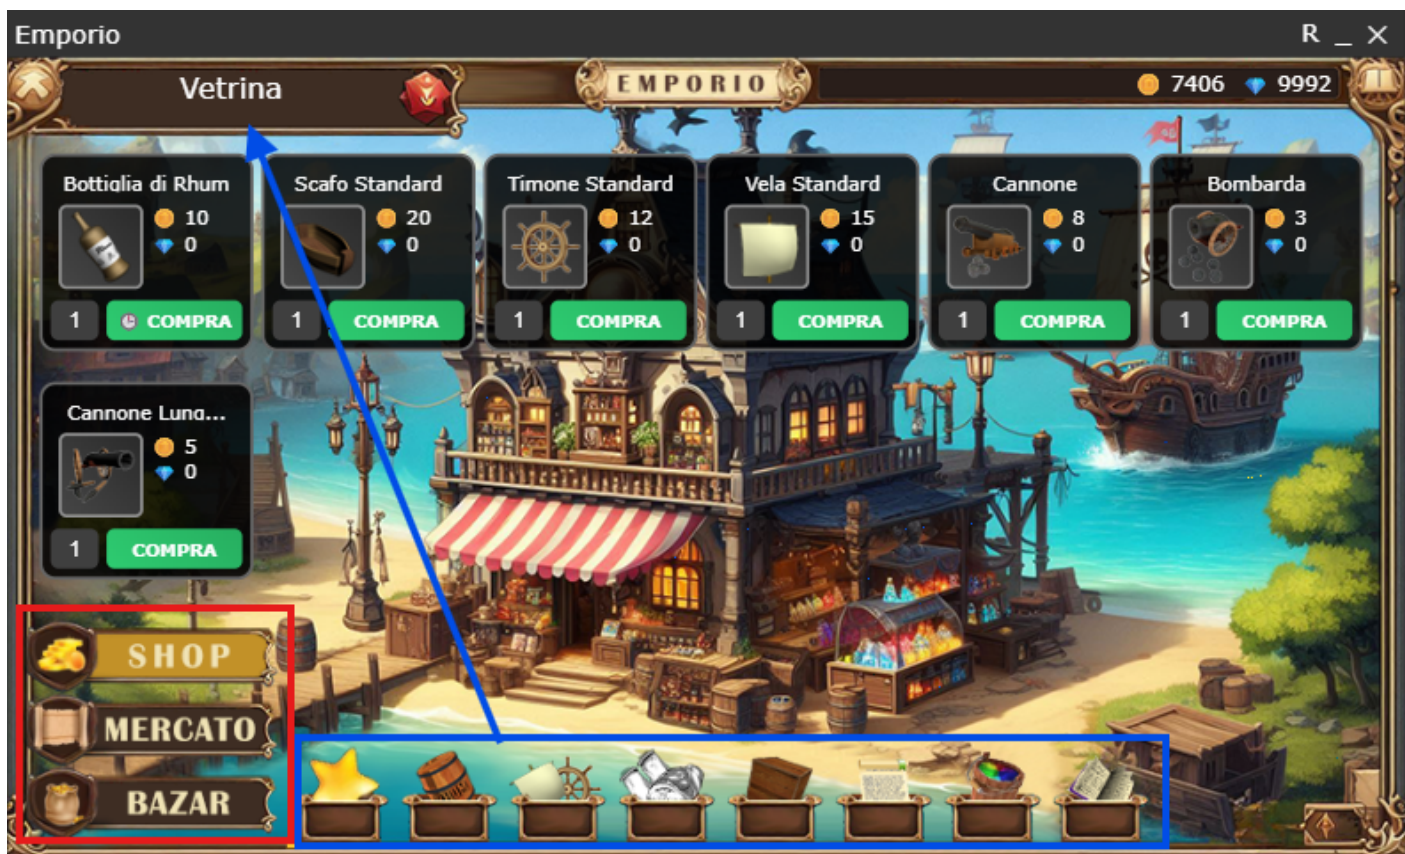 Emporio
R _ ×
Vetrina
EMPORIO
7406 9992
Bottiglia di Rhum
10
0
1 COMPRA
Scafo Standard
20
0
1 COMPRA
Timone Standard
12
0
1 COMPRA
Vela Standard
15
0
1 COMPRA
Cannone
8
0
1 COMPRA
Bombarda
3
0
1 COMPRA
Cannone Lung...
5
0
1 COMPRA
SHOP
MERCATO
BAZAR